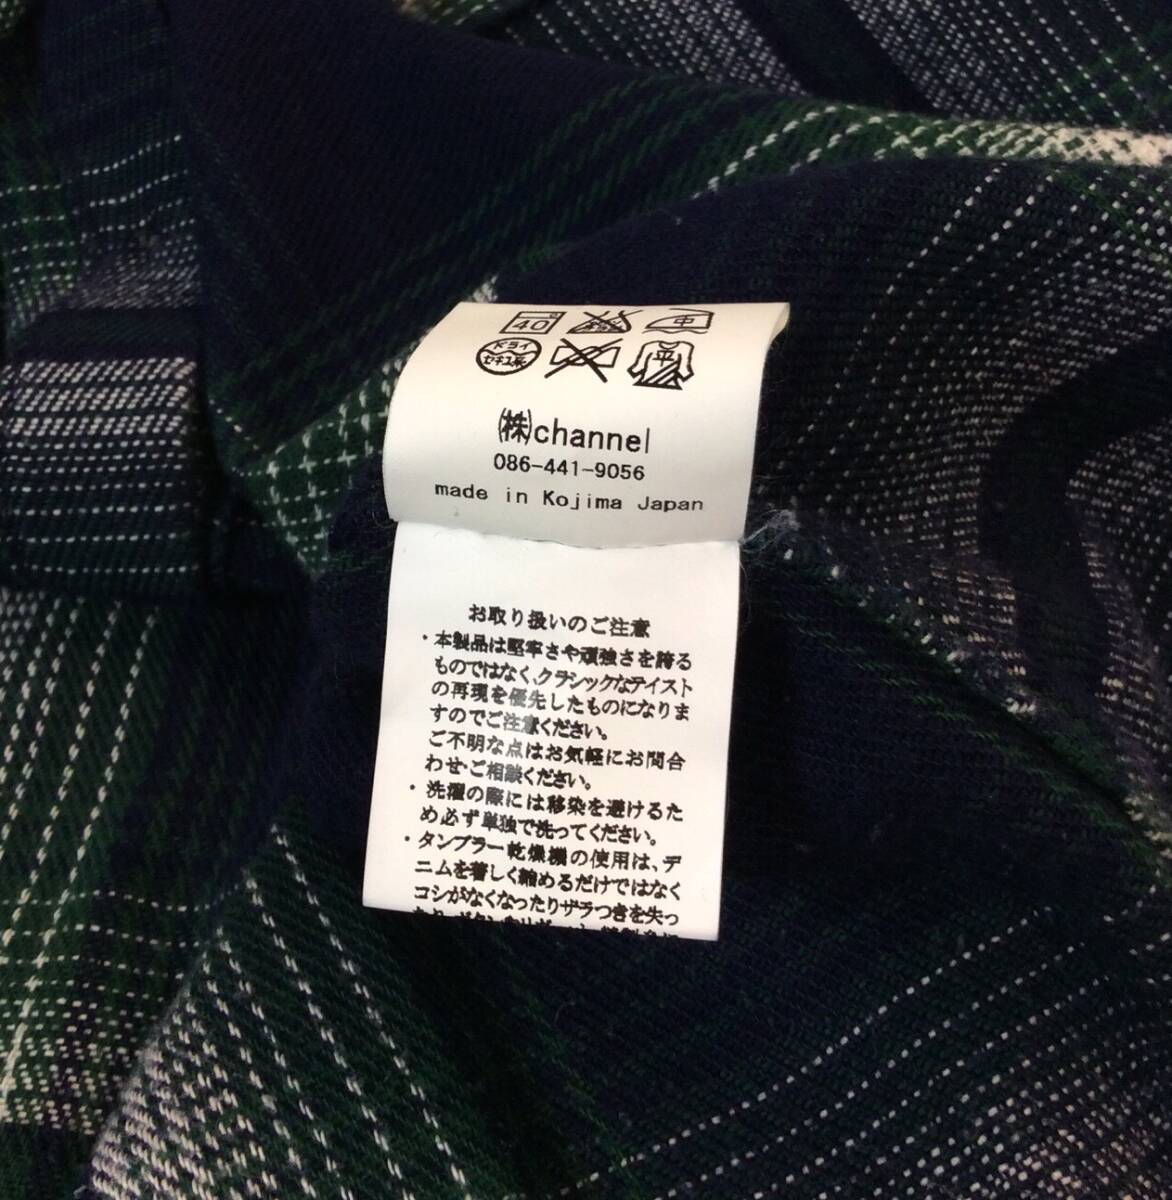 40
中
ドライ
セキユ系
平
㈱channel
086-441-9056
made in Kojima Japan
お取り扱いのご注意
・本製品は堅牢さや頑強さを誇る
ものではなく、クラシックなテイスト
の再現を優先したものになりま
すのでご注意ください。
ご不明な点はお気軽にお問合
わせ・ご相談ください。
・洗濯の際には移染を避けるた
め必ず単独で洗ってください。
・タンブラー乾燥機の使用は、デ
ニムを著しく縮めるだけではなく
コシがなくなったりザラつきを失っ